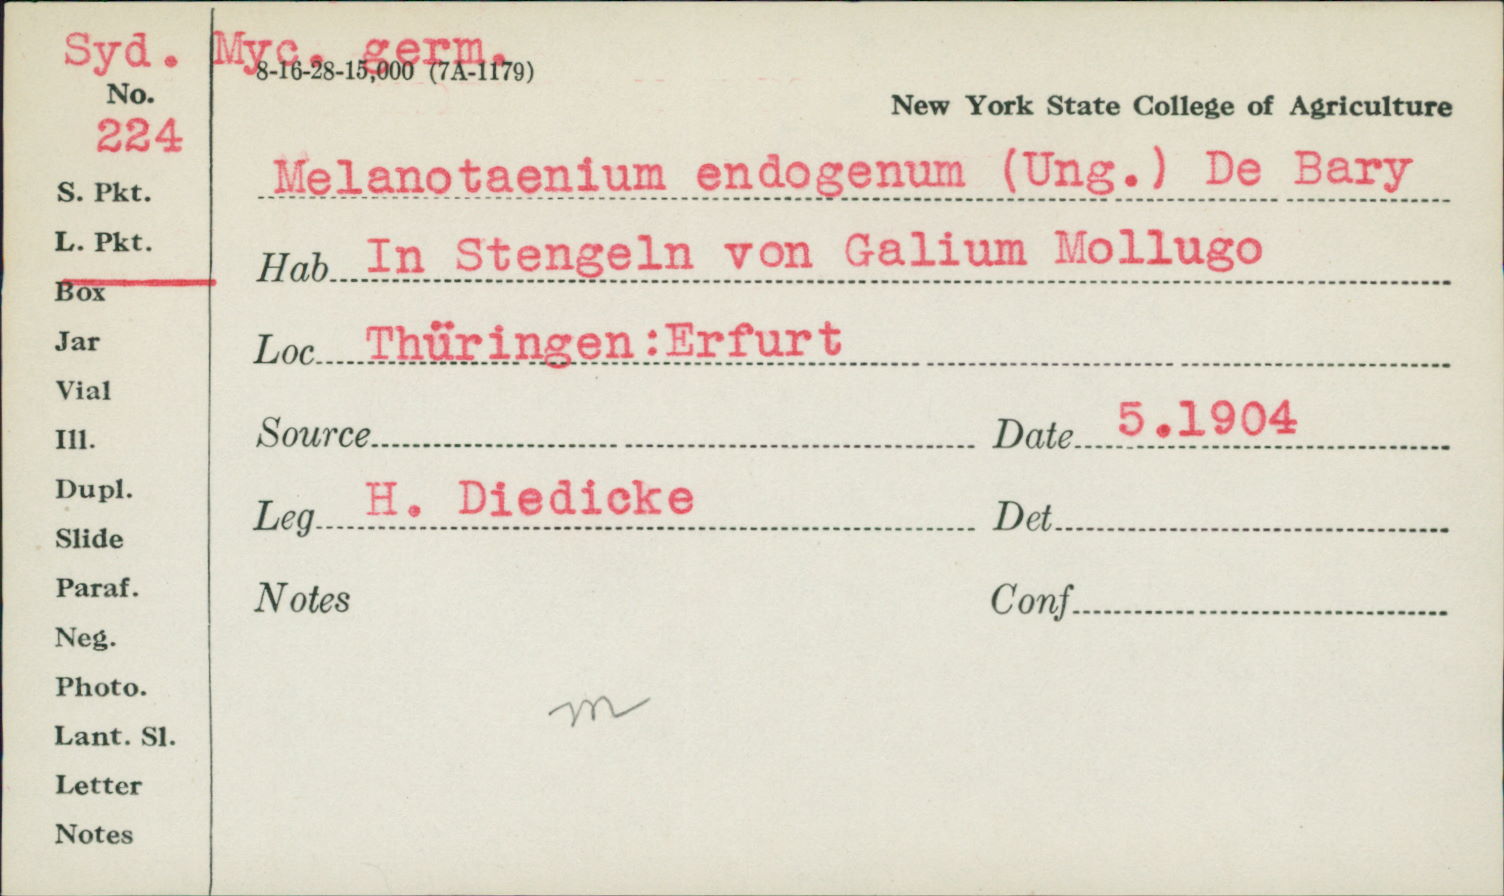 Syd. Myc. germ.
8-16-28-15,000 (7A-1179)
No.
224
New York State College of Agriculture
Melanotaenium endogenum (Ung.) De Bary
S. Pkt.
L. Pkt.
Hab In Stengeln von Galium Mollugo
Box
Jar
Loc Thüringen:Erfurt
Vial
Ill.
Source Date 5.1904
Dupl.
Leg H. Diedicke Det
Slide
Paraf.
Notes Conf
Neg.
Photo.
m
Lant. Sl.
Letter
Notes